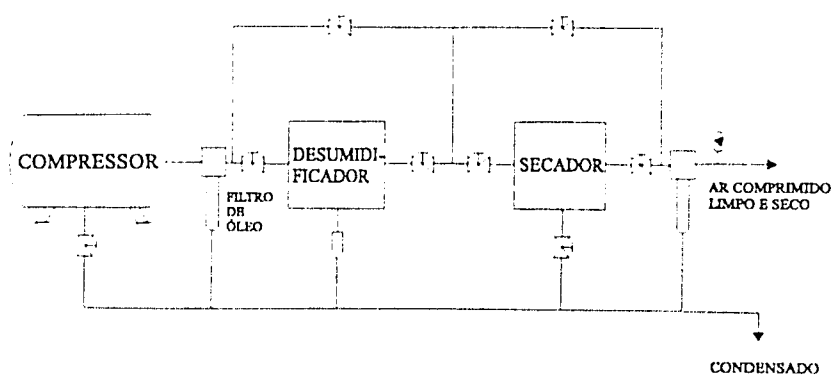 COMPRESSOR
FILTRO
DE
ÓLEO
DESUMIDI-
FICADOR
SECADOR
AR COMPRIMIDO
LIMPO E SECO
CONDENSADO